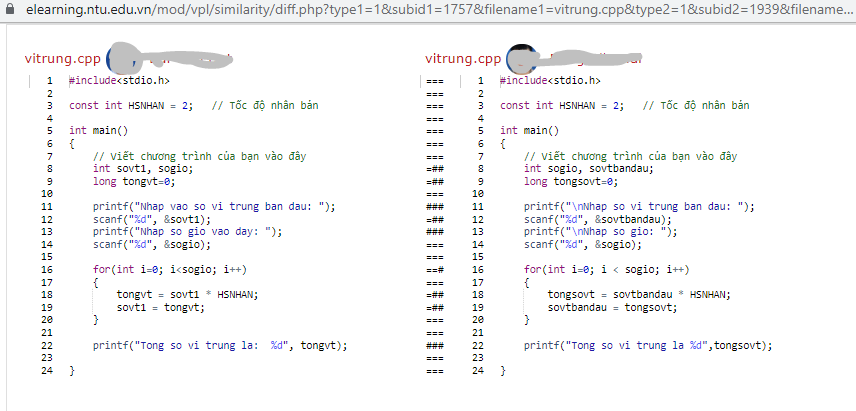 elearning.ntu.edu.vn/mod/vpl/similarity/diff.php?type1=1&subid1=1757&filename1=vitrung.cpp&type2=1&subid2=1939&filename...
vitrung.cpp
1 #include<stdio.h>
2
3 const int HSNHAN = 2;   // Tốc độ nhân bản
4
5 int main()
6 {
7     // Viết chương trình của bạn vào đây
8     int sovt1, sogio;
9     long tongvt=0;
10
11     printf("Nhap vao so vi trung ban dau: ");
12     scanf("%d", &sovt1);
13     printf("Nhap so gio vao day: ");
14     scanf("%d", &sogio);
15
16     for(int i=0; i<sogio; i++)
17     {
18         tongvt = sovt1 * HSNHAN;
19         sovt1 = tongvt;
20     }
21
22     printf("Tong so vi trung la:  %d", tongvt);
23
24 }
vitrung.cpp
=== 1 #include<stdio.h>
=== 2
=== 3 const int HSNHAN = 2;   // Tốc độ nhân bản
=== 4
=== 5 int main()
=== 6 {
=== 7     // Viết chương trình của bạn vào đây
=## 8     int sogio, sovtbandau;
=## 9     long tongsovt=0;
=== 10
### 11     printf("\nNhap so vi trung ban dau: ");
=## 12     scanf("%d", &sovtbandau);
### 13     printf("\nNhap so gio: ");
=== 14     scanf("%d", &sogio);
=== 15
==# 16     for(int i=0; i < sogio; i++)
=== 17     {
=## 18         tongsovt = sovtbandau * HSNHAN;
=## 19         sovtbandau = tongsovt;
=== 20     }
=== 21
### 22     printf("Tong so vi trung la %d",tongsovt);
=== 23
=== 24 }